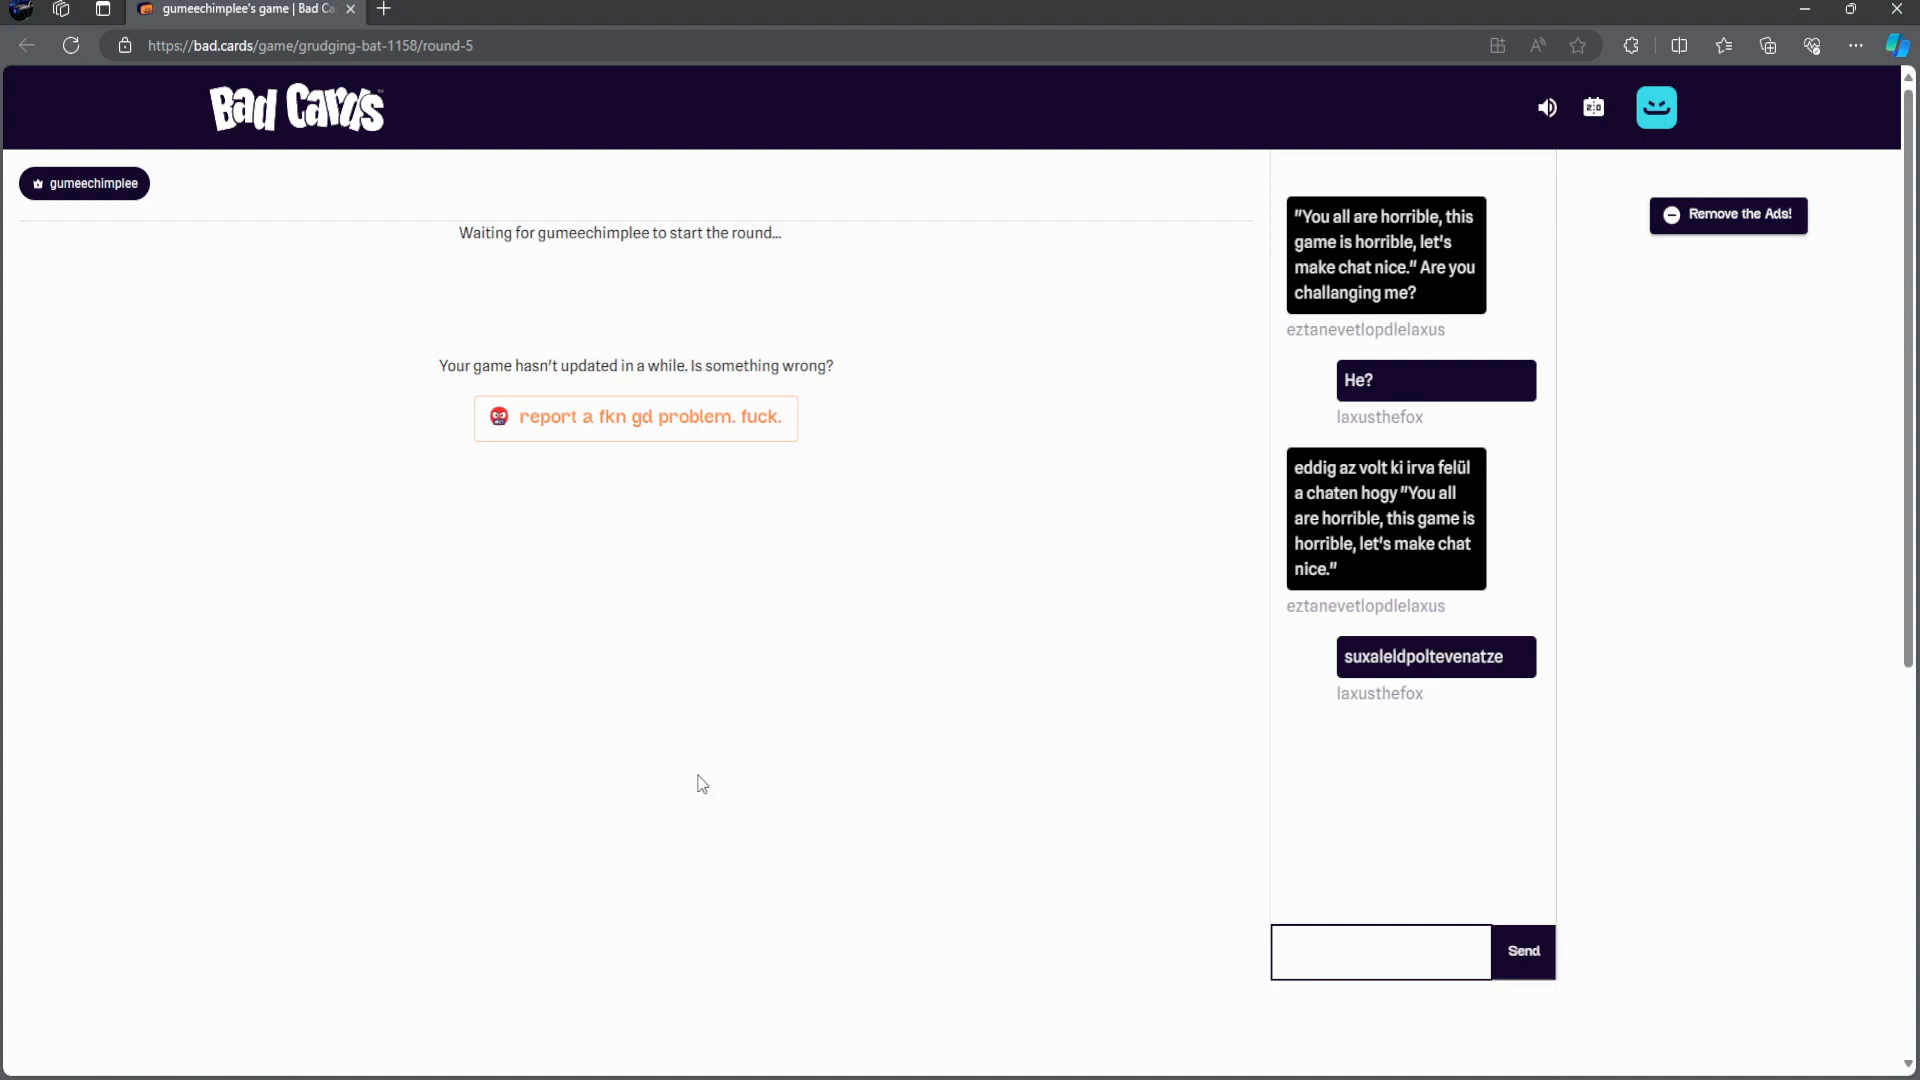 gumeechimplee's game | Bad Ca
https://bad.cards/game/grudging-bat-1158/round-5
Bad Cards
gumeechimplee
Waiting for gumeechimplee to start the round...
Your game hasn't updated in a while. Is something wrong?
report a fkn gd problem. fuck.
"You all are horrible, this
game is horrible, let's
make chat nice." Are you
challanging me?
eztanevetlopdlelaxus
He?
laxusthefox
eddig az volt ki irva felül
a chaten hogy "You all
are horrible, this game is
horrible, let's make chat
nice."
eztanevetlopdlelaxus
suxaleldpoltevenatze
laxusthefox
Send
Remove the Ads!